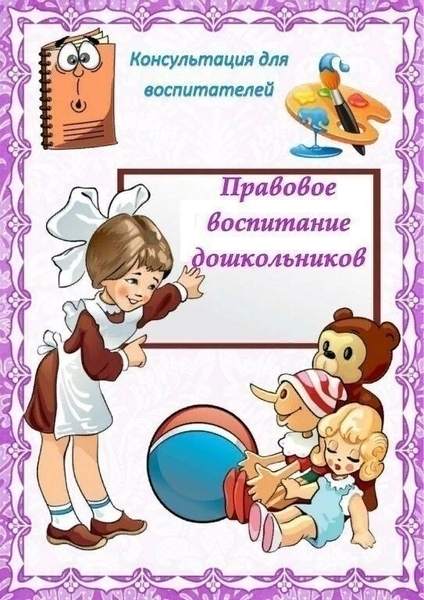 Консультация для
воспитателей
Правовое
воспитание
дошкольников